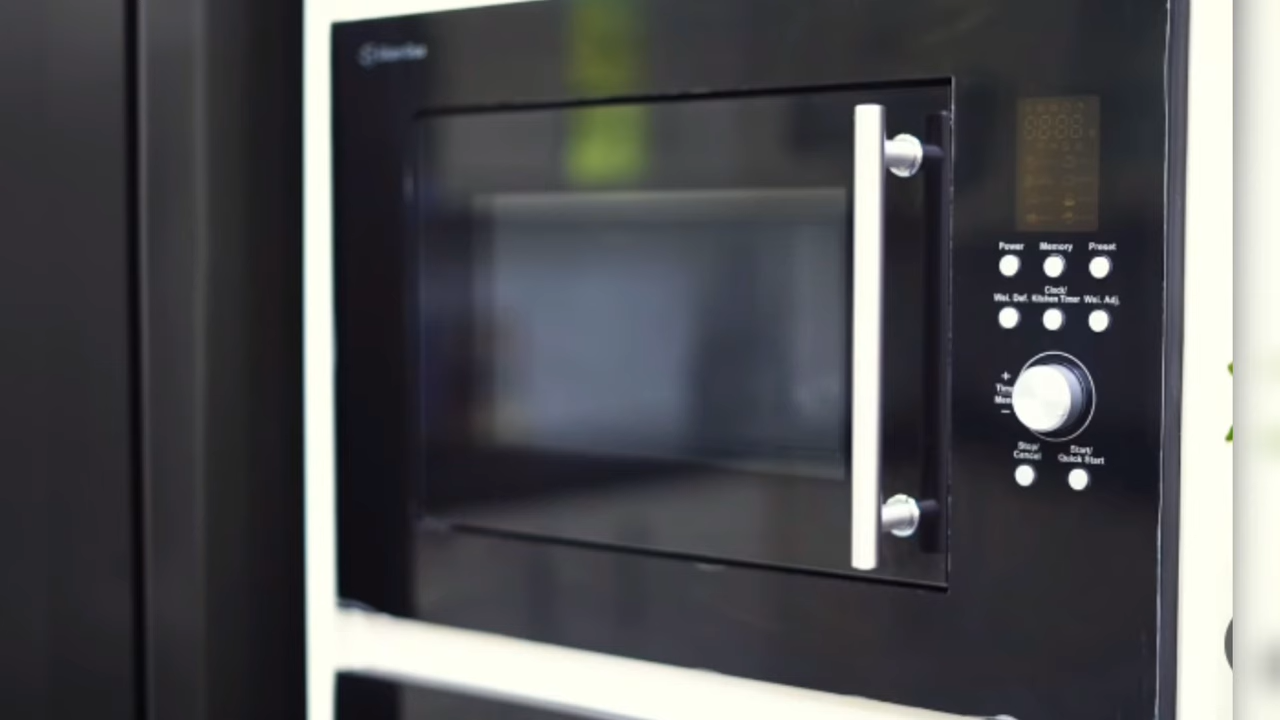 Power Memory Preset
Clock/
Wei. Def. Kitchen Timer Wei. Adj.
+
−
Stop/ Start/
Cancel Quick Start